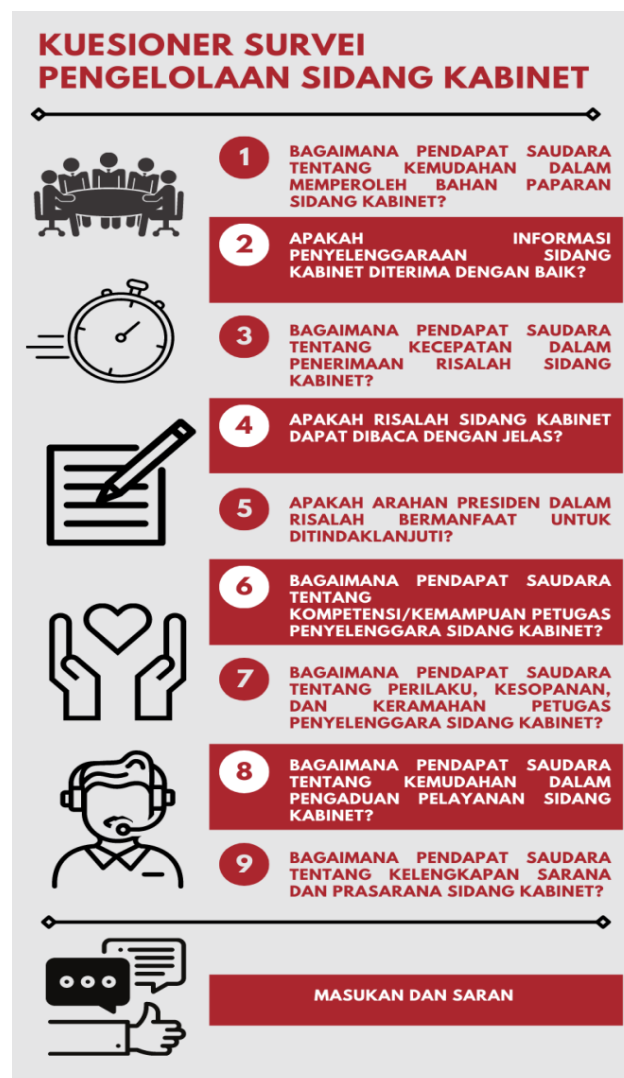 KUESIONER SURVEI
PENGELOLAAN SIDANG KABINET
1
BAGAIMANA PENDAPAT SAUDARA
TENTANG KEMUDAHAN DALAM
MEMPEROLEH BAHAN PAPARAN
SIDANG KABINET?
2
APAKAH INFORMASI
PENYELENGGARAAN SIDANG
KABINET DITERIMA DENGAN BAIK?
3
BAGAIMANA PENDAPAT SAUDARA
TENTANG KECEPATAN DALAM
PENERIMAAN RISALAH SIDANG
KABINET?
4
APAKAH RISALAH SIDANG KABINET
DAPAT DIBACA DENGAN JELAS?
5
APAKAH ARAHAN PRESIDEN DALAM
RISALAH BERMANFAAT UNTUK
DITINDAKLANJUTI?
6
BAGAIMANA PENDAPAT SAUDARA
TENTANG
KOMPETENSI/KEMAMPUAN PETUGAS
PENYELENGGARA SIDANG KABINET?
7
BAGAIMANA PENDAPAT SAUDARA
TENTANG PERILAKU, KESOPANAN,
DAN KERAMAHAN PETUGAS
PENYELENGGARA SIDANG KABINET?
8
BAGAIMANA PENDAPAT SAUDARA
TENTANG KEMUDAHAN DALAM
PENGADUAN PELAYANAN SIDANG
KABINET?
9
BAGAIMANA PENDAPAT SAUDARA
TENTANG KELENGKAPAN SARANA
DAN PRASARANA SIDANG KABINET?
MASUKAN DAN SARAN